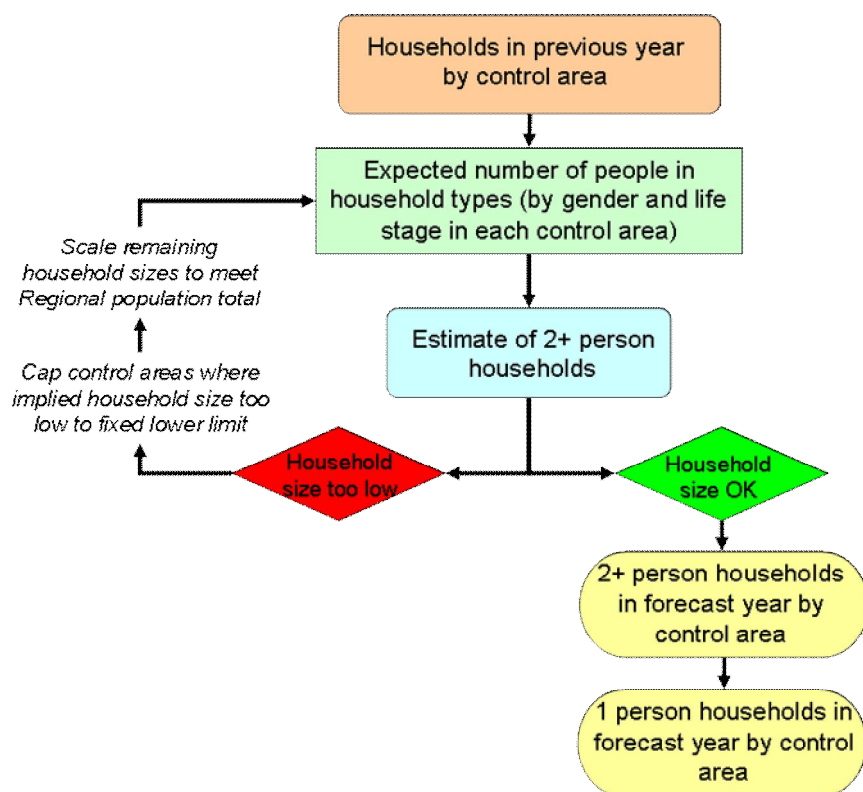 Households in previous year
by control area
Expected number of people in
household types (by gender and life
stage in each control area)
Scale remaining
household sizes to meet
Regional population total
Estimate of 2+ person
households
Cap control areas where
implied household size too
low to fixed lower limit
Household
size too low
Household
size OK
2+ person households
in forecast year by
control area
1 person households in
forecast year by control
area